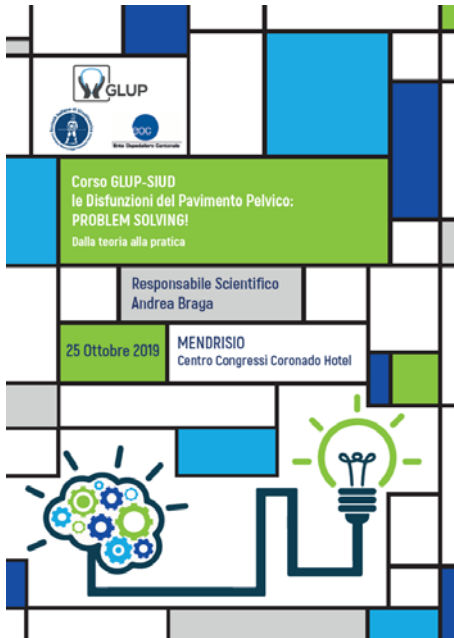 GLUP
eoc
Ente Ospedaliero Cantonale
Corso GLUP-SIUD
le Disfunzioni del Pavimento Pelvico:
PROBLEM SOLVING!
Dalla teoria alla pratica
Responsabile Scientifico
Andrea Braga
25 Ottobre 2019
MENDRISIO
Centro Congressi Coronado Hotel